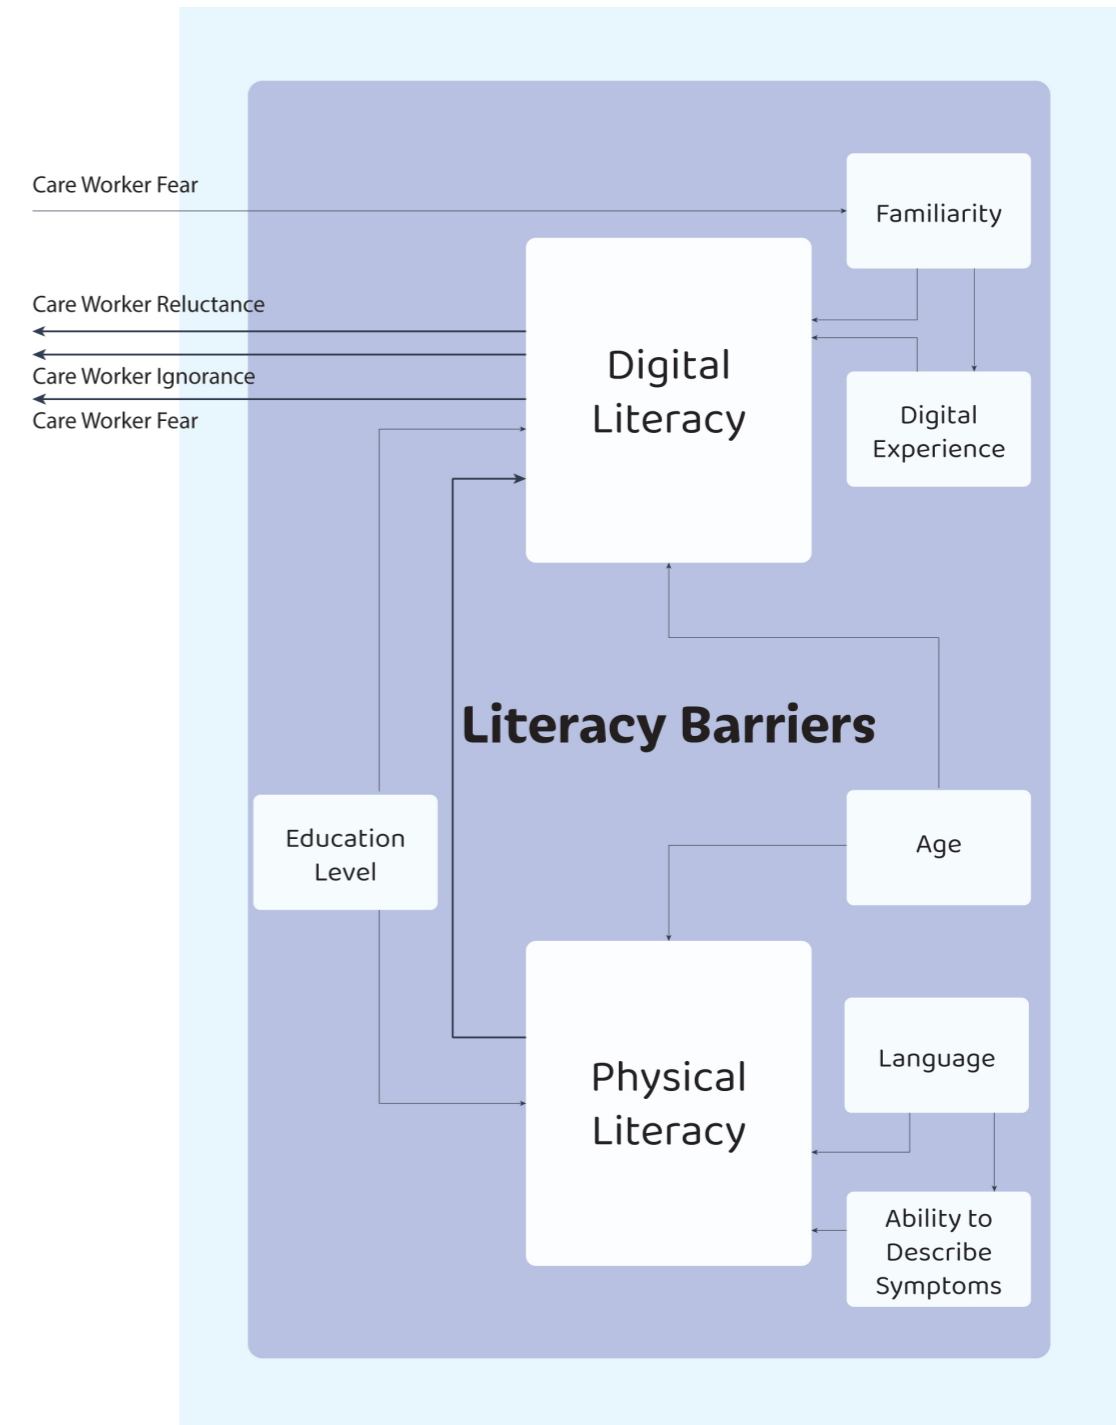 Care Worker Fear
Familiarity
Care Worker Reluctance
Care Worker Ignorance
Care Worker Fear
Digital
Literacy
Digital
Experience
Literacy Barriers
Education
Level
Age
Physical
Literacy
Language
Ability to
Describe
Symptoms